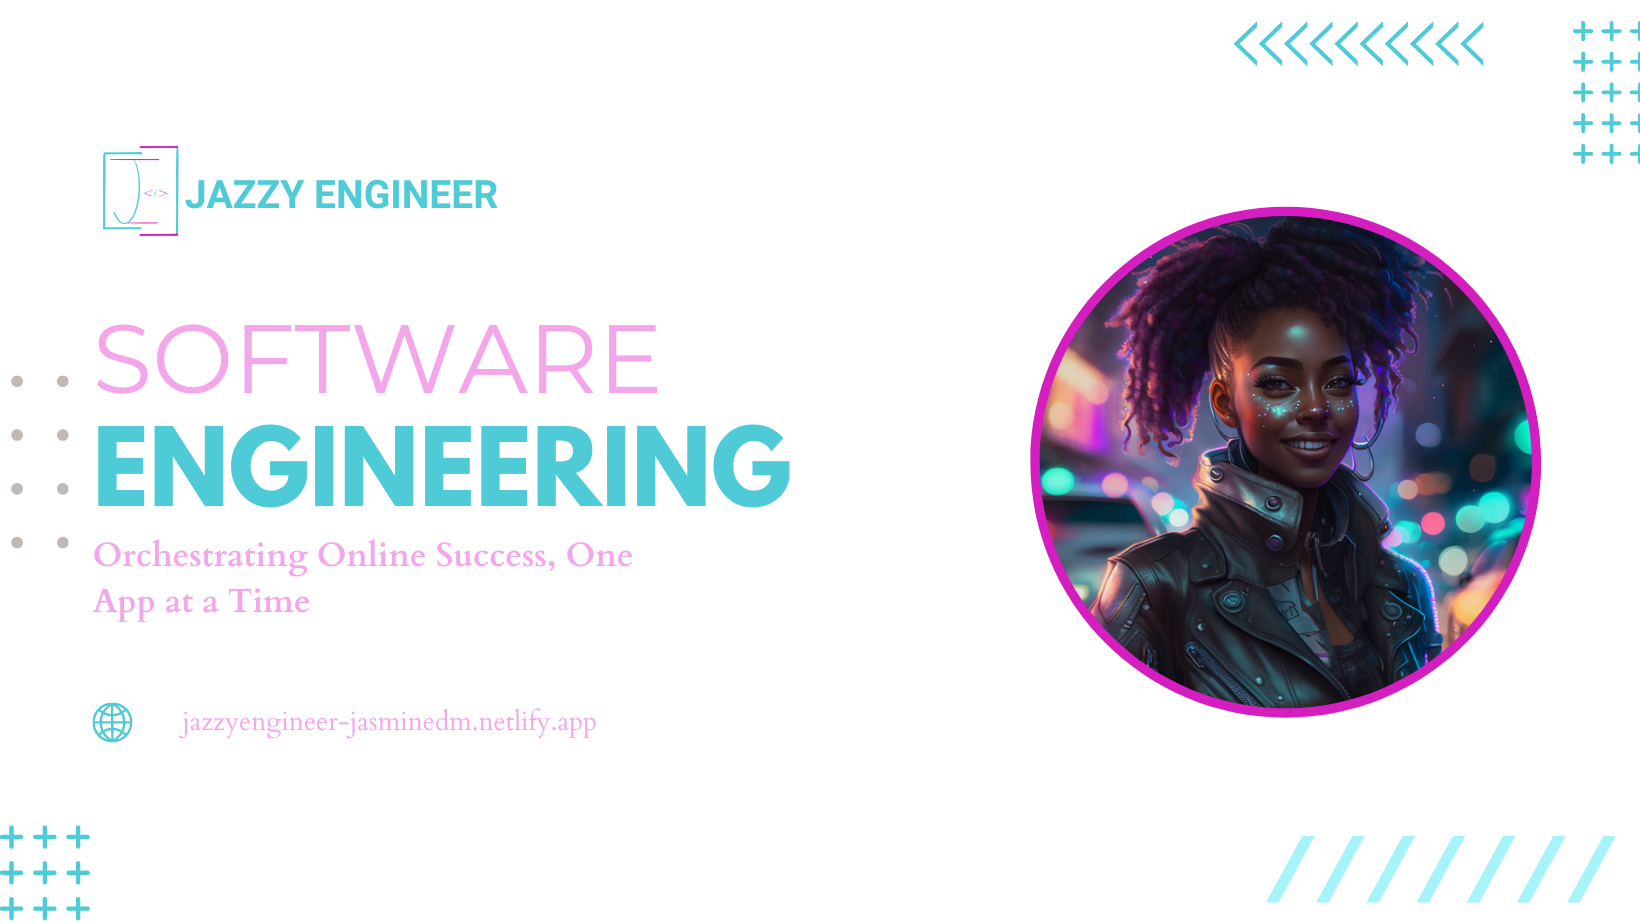 </>
JAZZY ENGINEER
SOFTWARE
ENGINEERING
Orchestrating Online Success, One
App at a Time
jazzyengineer-jasminedm.netlify.app